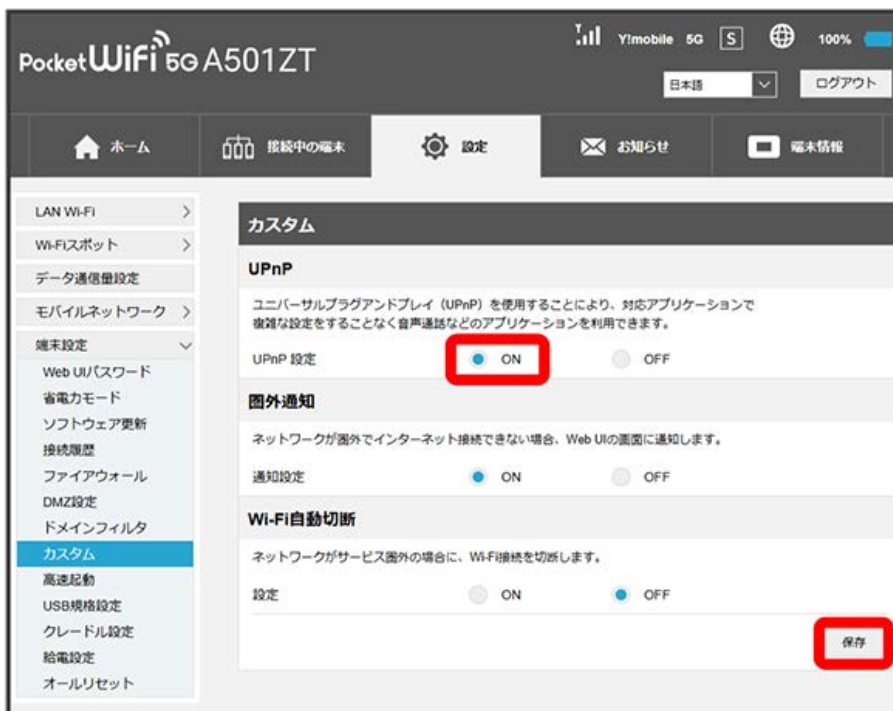 Pocket WiFi 5G A501ZT
Y!mobile 5G S 100%
日本語 ログアウト
ホーム 接続中の端末 設定 お知らせ 端末情報
LAN Wi-Fi
Wi-Fiスポット
データ通信量設定
モバイルネットワーク
端末設定
Web UIパスワード
省電力モード
ソフトウェア更新
接続履歴
ファイアウォール
DMZ設定
ドメインフィルタ
カスタム
高速起動
USB規格設定
クレードル設定
給電設定
オールリセット
カスタム
UPnP
ユニバーサルプラグアンドプレイ（UPnP）を使用することにより、対応アプリケーションで
複雑な設定をすることなく音声通話などのアプリケーションを利用できます。
UPnP 設定 ON OFF
圏外通知
ネットワークが圏外でインターネット接続できない場合、Web UIの画面に通知します。
通知設定 ON OFF
Wi-Fi自動切断
ネットワークがサービス圏外の場合に、Wi-Fi接続を切断します。
設定 ON OFF
保存